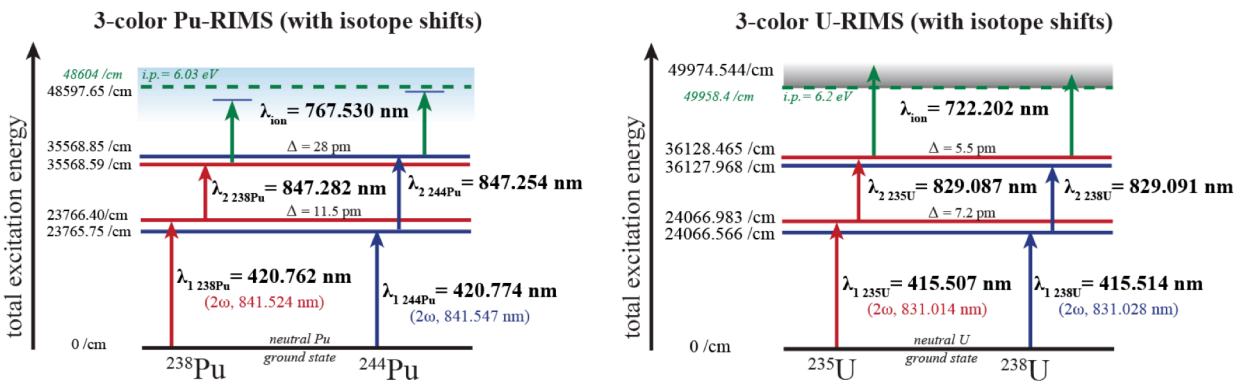 3-color Pu-RIMS (with isotope shifts)
total excitation energy
48604 /cm
i.p. = 6.03 eV
48597.65 /cm
λion = 767.530 nm
35568.85 /cm
Δ = 28 pm
35568.59 /cm
λ2 238Pu= 847.282 nm
λ2 244Pu= 847.254 nm
23766.40/cm
Δ = 11.5 pm
23765.75 /cm
λ1 238Pu= 420.762 nm
(2ω, 841.524 nm)
λ1 244Pu= 420.774 nm
(2ω, 841.547 nm)
0 /cm
neutral Pu
ground state
238Pu
244Pu
3-color U-RIMS (with isotope shifts)
total excitation energy
49974.544/cm
49958.4 /cm
i.p. = 6.2 eV
λion = 722.202 nm
36128.465 /cm
Δ = 5.5 pm
36127.968 /cm
λ2 235U= 829.087 nm
λ2 238U= 829.091 nm
24066.983 /cm
Δ = 7.2 pm
24066.566 /cm
λ1 235U= 415.507 nm
(2ω, 831.014 nm)
λ1 238U= 415.514 nm
(2ω, 831.028 nm)
0 /cm
neutral U
ground state
235U
238U